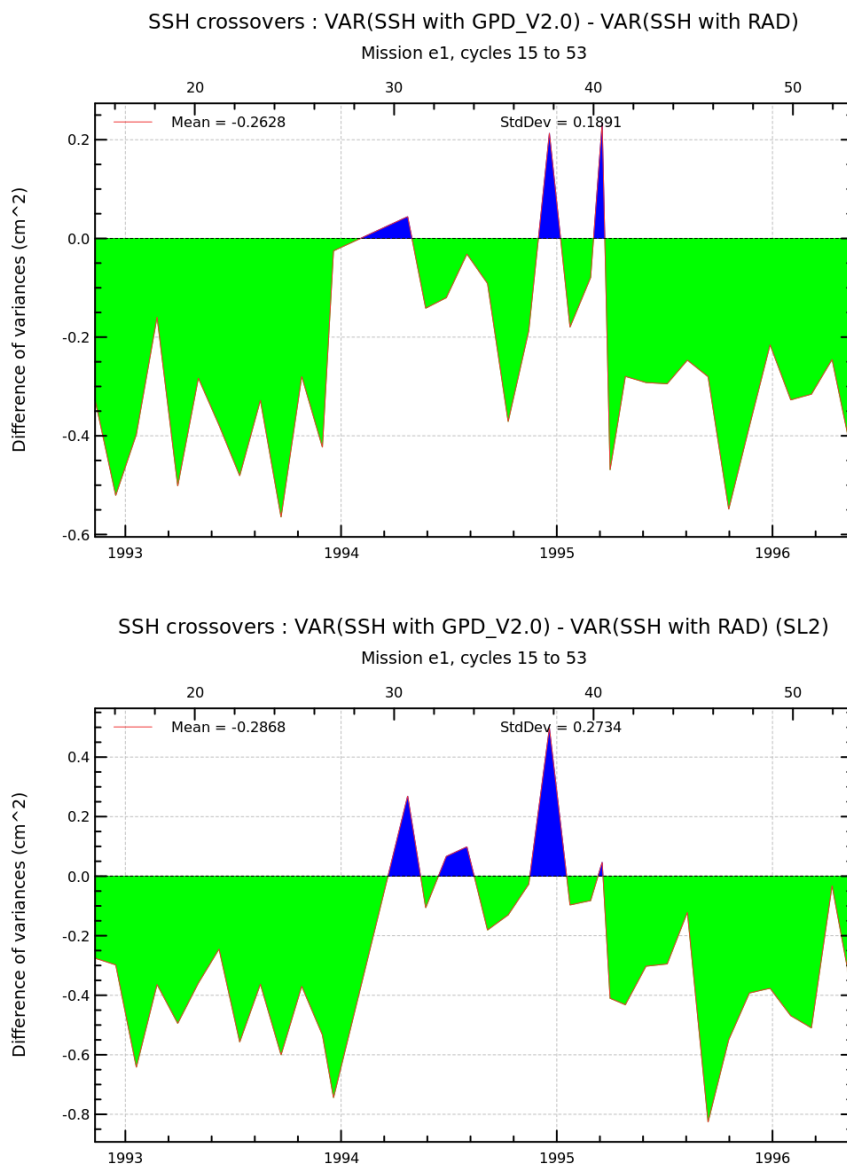 SSH crossovers : VAR(SSH with GPD_V2.0) - VAR(SSH with RAD)
Mission e1, cycles 15 to 53
20 30 40 50
Mean = -0.2628 StdDev = 0.1891
0.2
0.0
-0.2
-0.4
-0.6
Difference of variances (cm^2)
1993 1994 1995 1996
SSH crossovers : VAR(SSH with GPD_V2.0) - VAR(SSH with RAD) (SL2)
Mission e1, cycles 15 to 53
20 30 40 50
Mean = -0.2868 StdDev = 0.2734
0.4
0.2
0.0
-0.2
-0.4
-0.6
-0.8
Difference of variances (cm^2)
1993 1994 1995 1996